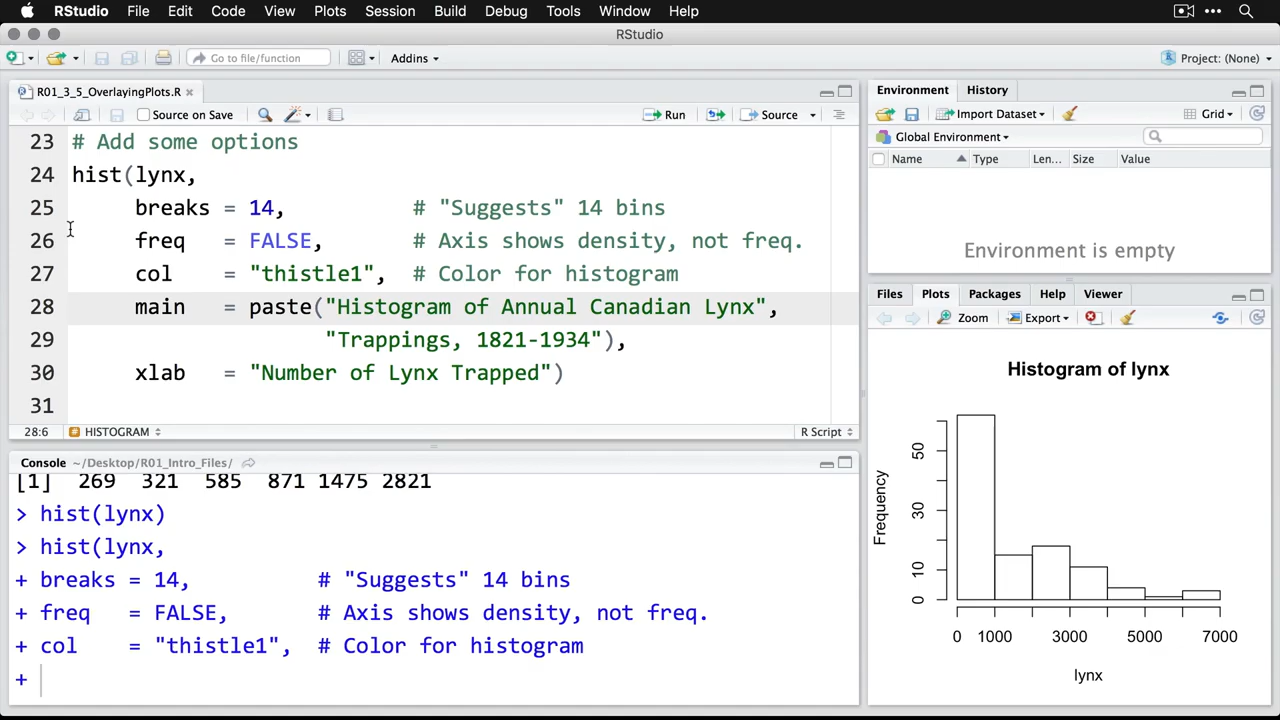 RStudio File Edit Code View Plots Session Build Debug Tools Window Help
RStudio
Go to file/function Addins Project: (None)
R01_3_5_OverlayingPlots.R
Source on Save Run Source
23 # Add some options
24 hist(lynx,
25 breaks = 14, # "Suggests" 14 bins
26 freq = FALSE, # Axis shows density, not freq.
27 col = "thistle1", # Color for histogram
28 main = paste("Histogram of Annual Canadian Lynx",
29 "Trappings, 1821-1934"),
30 xlab = "Number of Lynx Trapped")
31
28:6 HISTOGRAM R Script
Console ~/Desktop/R01_Intro_Files/
[1] 269 321 585 871 1475 2821
> hist(lynx)
> hist(lynx,
+ breaks = 14, # "Suggests" 14 bins
+ freq = FALSE, # Axis shows density, not freq.
+ col = "thistle1", # Color for histogram
+
Environment History
Import Dataset Grid
Global Environment
Name Type Len... Size Value
Environment is empty
Files Plots Packages Help Viewer
Zoom Export
Histogram of lynx
Frequency
50
30
10
0
0 1000 3000 5000 7000
lynx